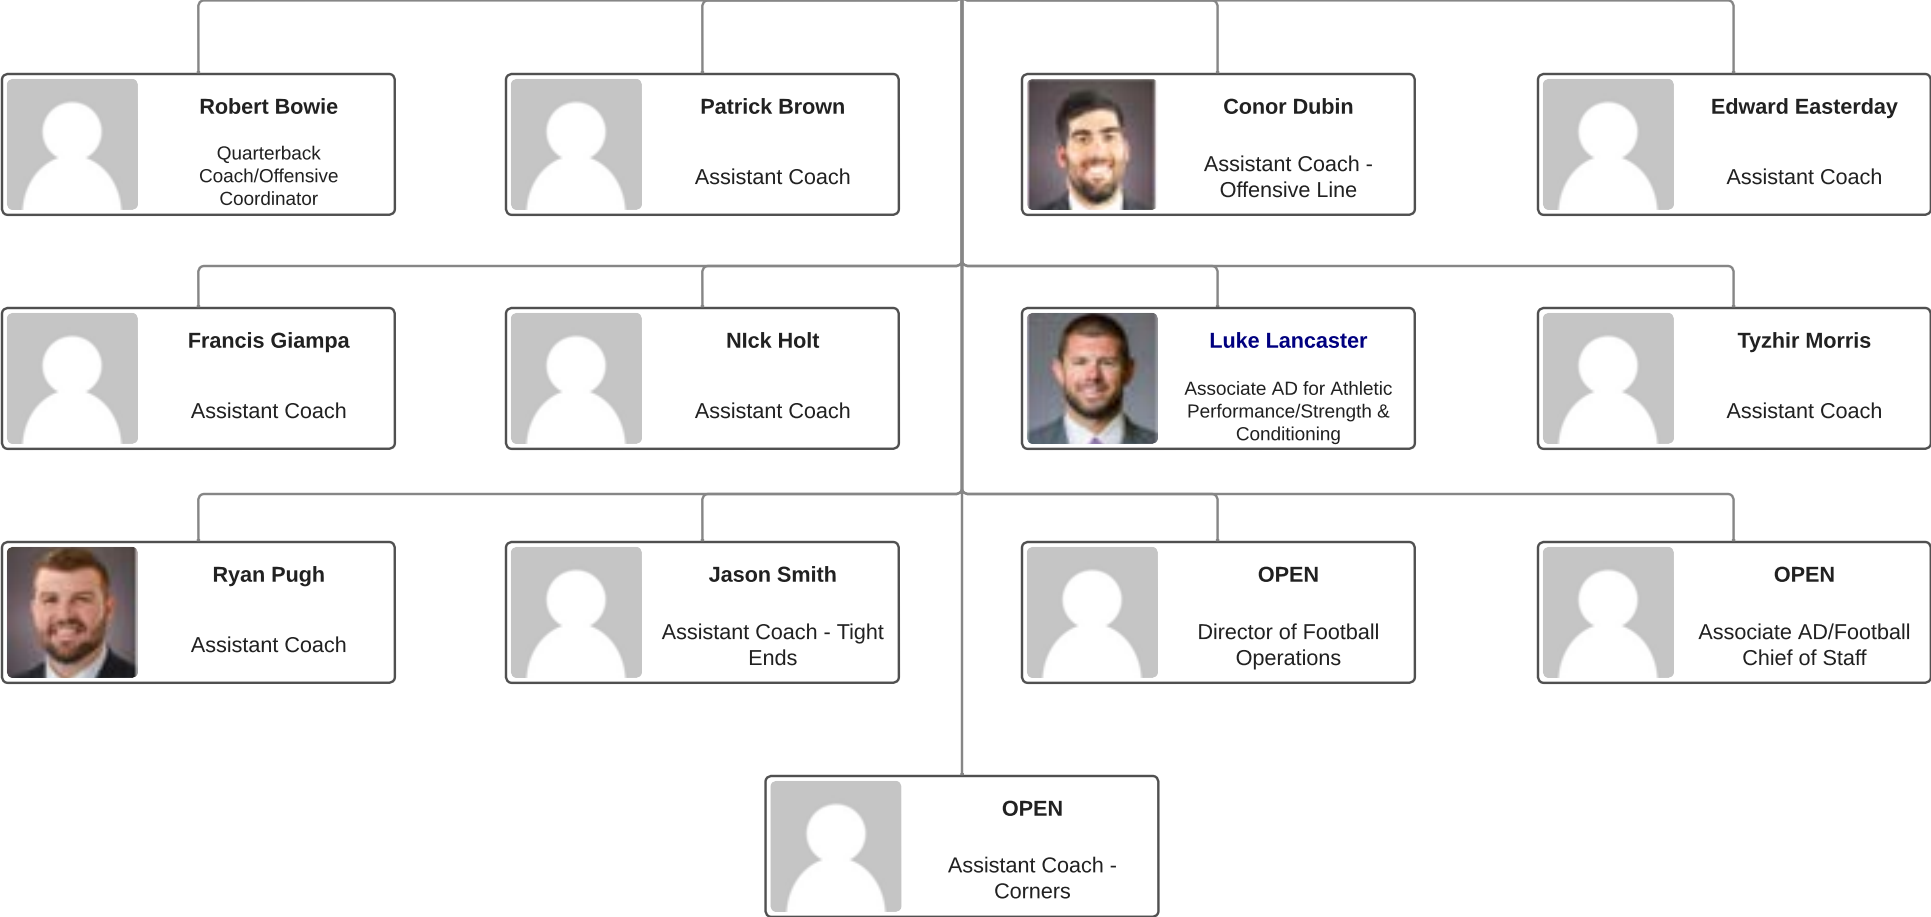 Robert Bowie
Quarterback
Coach/Offensive
Coordinator
Patrick Brown
Assistant Coach
Conor Dubin
Assistant Coach -
Offensive Line
Edward Easterday
Assistant Coach
Francis Giampa
Assistant Coach
NIck Holt
Assistant Coach
Luke Lancaster
Associate AD for Athletic
Performance/Strength &
Conditioning
Tyzhir Morris
Assistant Coach
Ryan Pugh
Assistant Coach
Jason Smith
Assistant Coach - Tight
Ends
OPEN
Director of Football
Operations
OPEN
Associate AD/Football
Chief of Staff
OPEN
Assistant Coach -
Corners